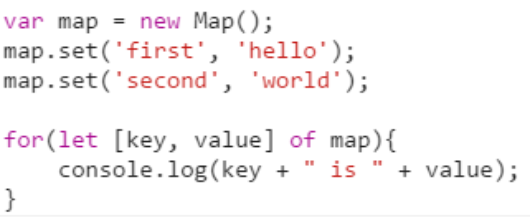 var map = new Map();
map.set('first', 'hello');
map.set('second', 'world');
for(let [key, value] of map){
    console.log(key + " is " + value);
}